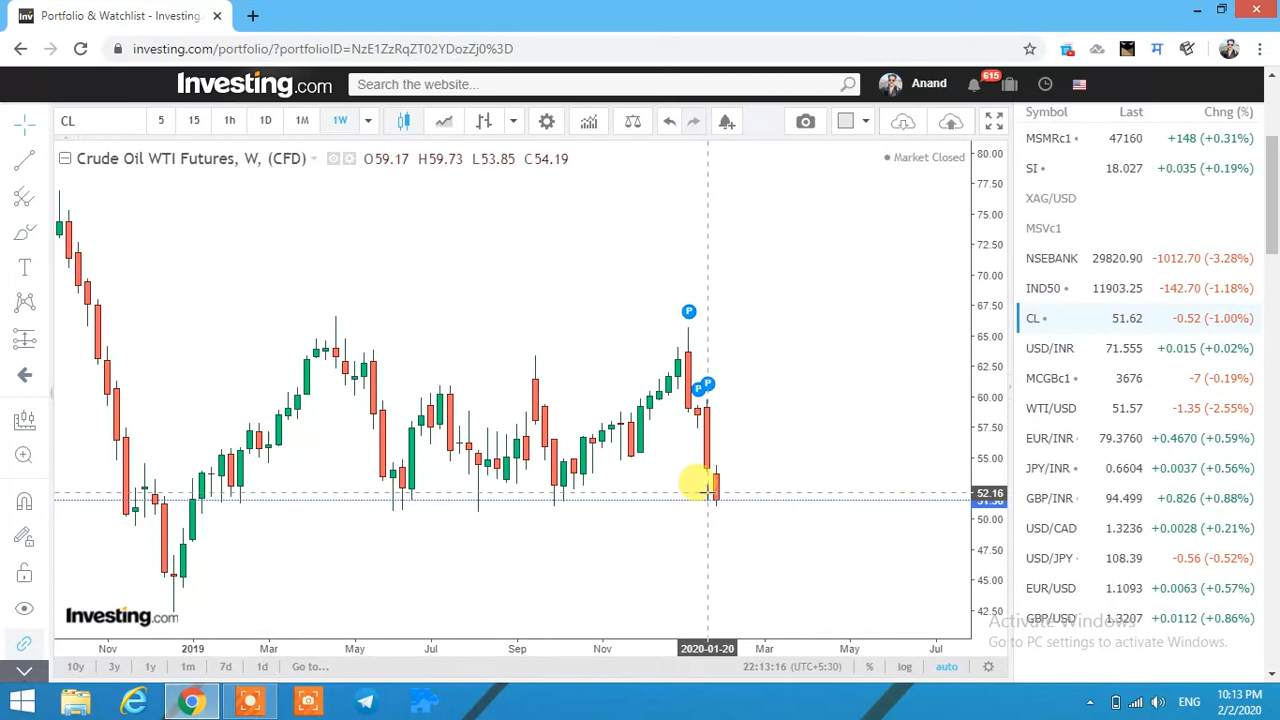 Portfolio & Watchlist - Investing.
investing.com/portfolio/?portfolioID=NzE1ZzRqZT02YDozZj0%3D
Investing.com
Search the website...
Anand
615
CL
5
15
1h
1D
1M
1W
Crude Oil WTI Futures, W, (CFD)
O59.17 H59.73 L53.85 C54.19
Market Closed
80.00
77.50
75.00
72.50
70.00
67.50
65.00
62.50
60.00
57.50
55.00
52.16
50.00
47.50
45.00
42.50
P
P
P
Investing.com
Nov
2019
Mar
May
Jul
Sep
Nov
2020-01-20
Mar
May
Jul
10y
3y
1y
1m
7d
1d
Go to...
22:13:16 (UTC+5:30)
%
log
auto
Symbol Last Chng (%)
MSMRc1 47160 +148 (+0.31%)
SI 18.027 +0.035 (+0.19%)
XAG/USD
MSVc1
NSEBANK 29820.90 -1012.70 (-3.28%)
IND50 11903.25 -142.70 (-1.18%)
CL 51.62 -0.52 (-1.00%)
USD/INR 71.555 +0.015 (+0.02%)
MCGBc1 3676 -7 (-0.19%)
WTI/USD 51.57 -1.35 (-2.55%)
EUR/INR 79.3760 +0.4670 (+0.59%)
JPY/INR 0.6604 +0.0037 (+0.56%)
GBP/INR 94.499 +0.826 (+0.88%)
USD/CAD 1.3236 +0.0028 (+0.21%)
USD/JPY 108.39 -0.56 (-0.52%)
EUR/USD 1.1093 +0.0063 (+0.57%)
GBP/USD 1.3207 +0.0112 (+0.86%)
Activate Windows
Go to PC settings to activate Windows.
ENG
10:13 PM
2/2/2020